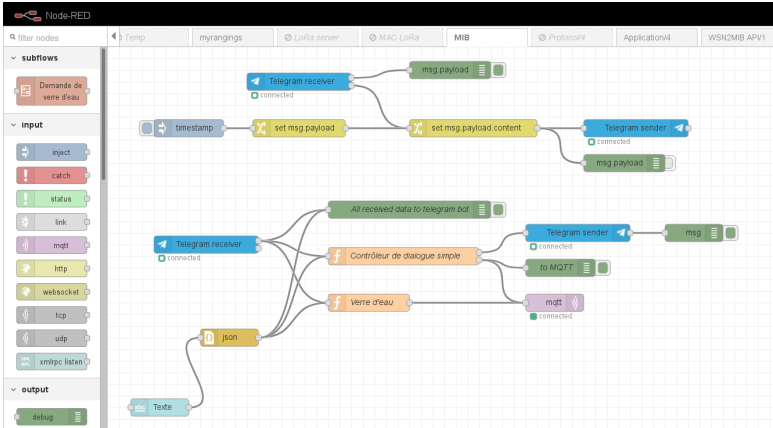 Node-RED
filter nodes
Temp
myrangings
LoRa server
MAC LoRa
MIB
Protocol/4
Application/4
WSN2MIB API/1
subflows
Demande de
verre d'eau
input
inject
catch
status
link
mqtt
http
websocket
tcp
udp
xmlrpc listen
output
debug
Telegram receiver
connected
msg.payload
timestamp
set msg.payload
set msg.payload.content
Telegram sender
connected
msg.payload
All received data to telegram bot
Telegram receiver
connected
Contrôleur de dialogue simple
Telegram sender
connected
msg
to MQTT
Verre d'eau
mqtt
connected
json
Texte